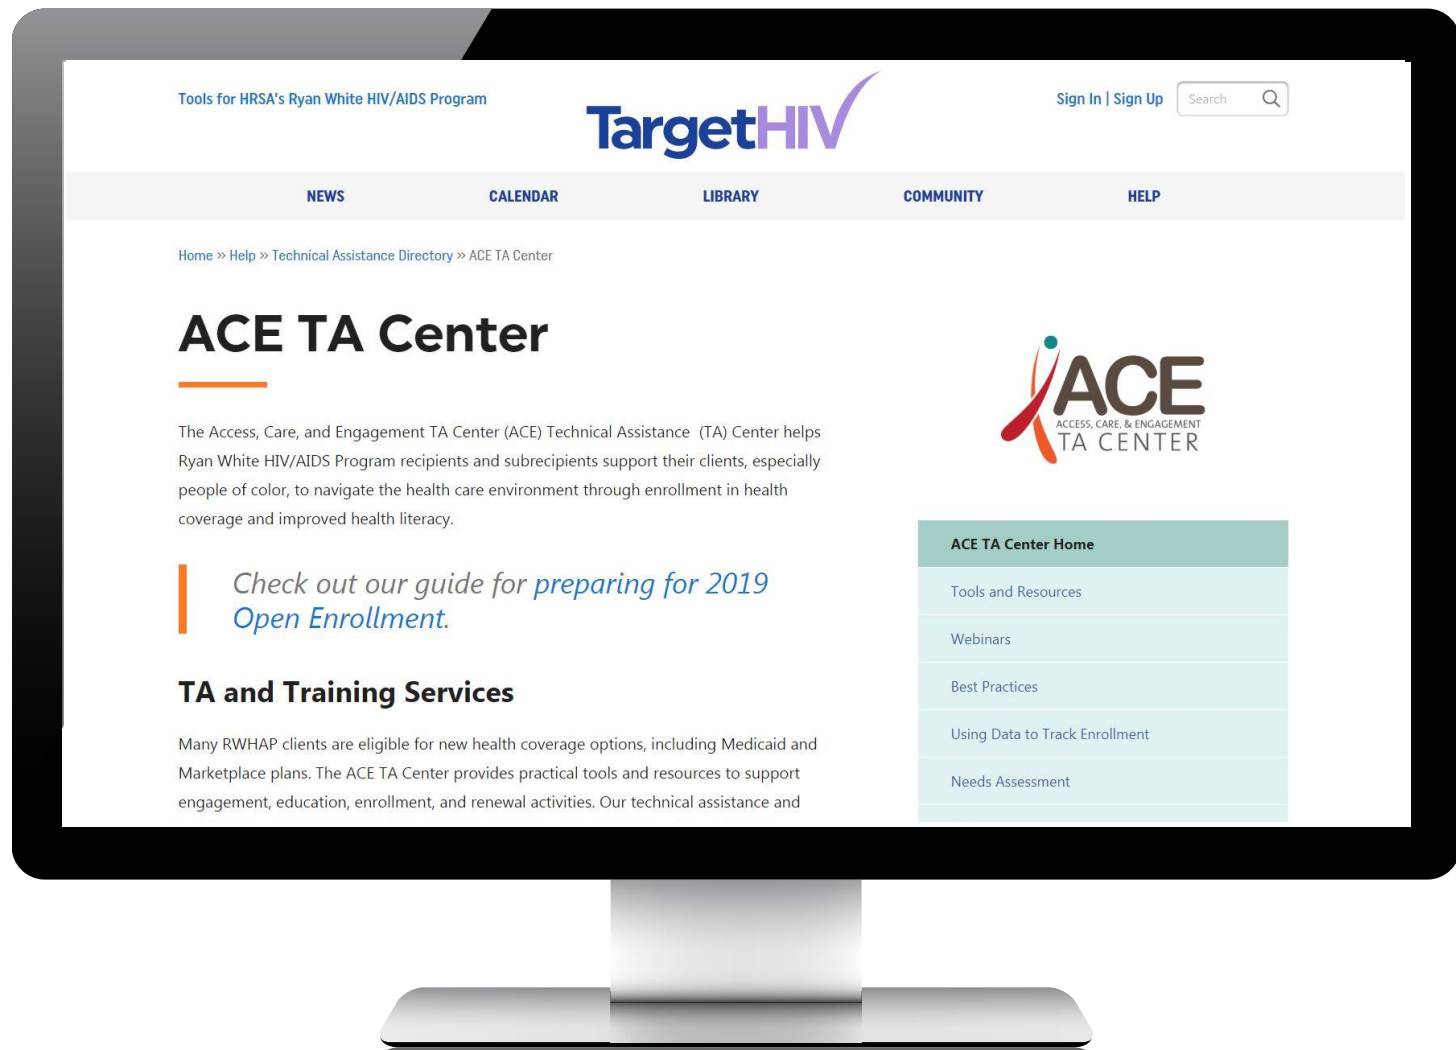 Tools for HRSA's Ryan White HIV/AIDS Program
TargetHIV
Sign In | Sign Up
Search
NEWS
CALENDAR
LIBRARY
COMMUNITY
HELP
Home » Help » Technical Assistance Directory » ACE TA Center
ACE TA Center
The Access, Care, and Engagement TA Center (ACE) Technical Assistance (TA) Center helps
Ryan White HIV/AIDS Program recipients and subrecipients support their clients, especially
people of color, to navigate the health care environment through enrollment in health
coverage and improved health literacy.
Check out our guide for preparing for 2019
Open Enrollment.
TA and Training Services
Many RWHAP clients are eligible for new health coverage options, including Medicaid and
Marketplace plans. The ACE TA Center provides practical tools and resources to support
engagement, education, enrollment, and renewal activities. Our technical assistance and
ACE
ACCESS, CARE, & ENGAGEMENT
TA CENTER
ACE TA Center Home
Tools and Resources
Webinars
Best Practices
Using Data to Track Enrollment
Needs Assessment